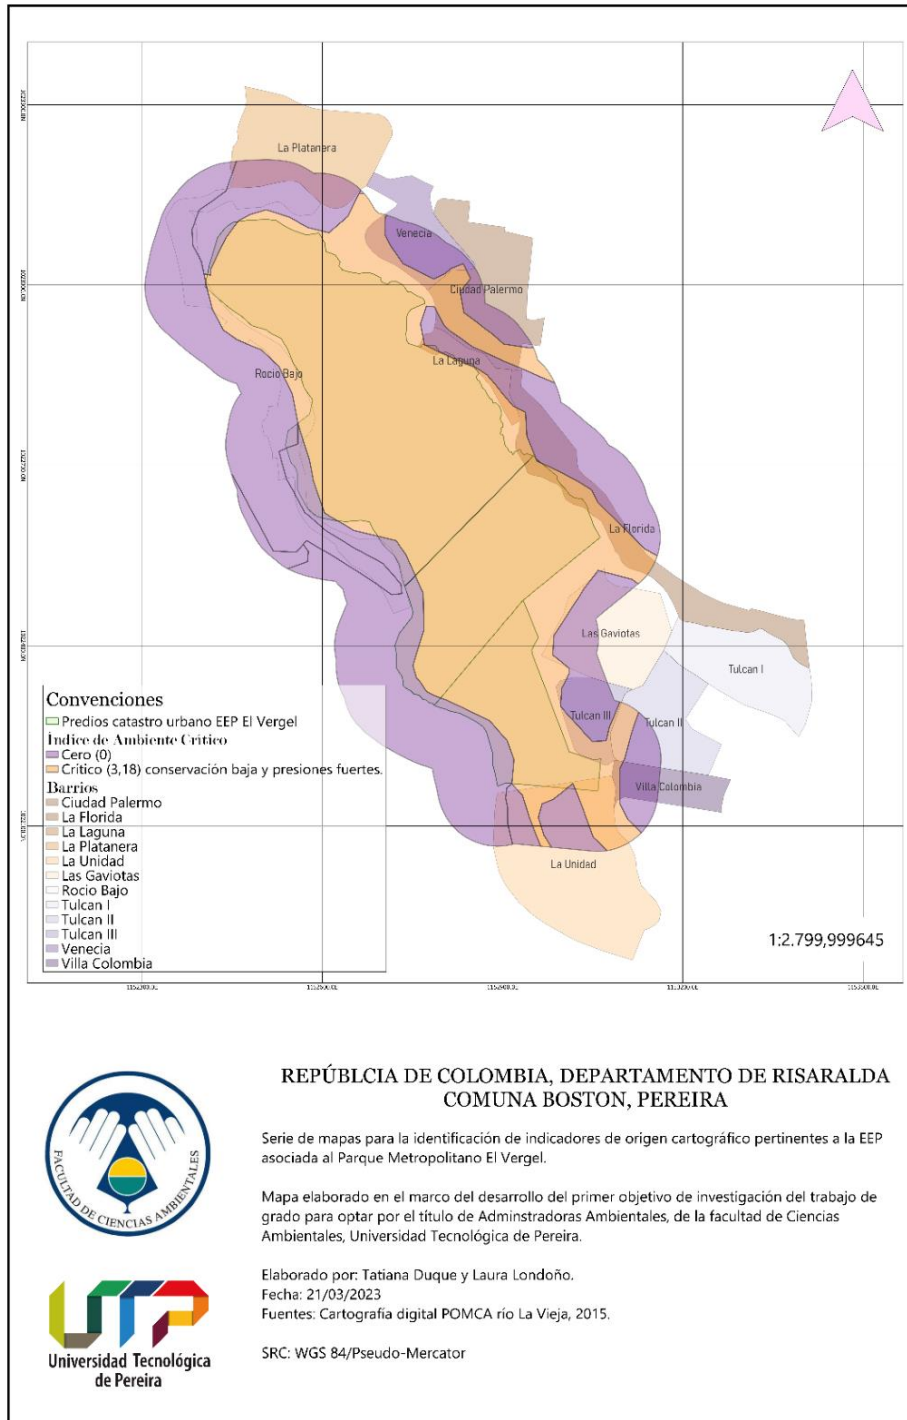 La Platanera
Venecia
Ciudad Palermo
La Laguna
Rocio Bajo
La Florida
Las Gaviotas
Tulcan I
Tulcan III
Tulcan II
Villa Colombia
La Unidad
Convenciones
Predios catastro urbano EEP El Vergel
Índice de Ambiente Crítico
Cero (0)
Crítico (3,18) conservación baja y presiones fuertes.
Barrios
Ciudad Palermo
La Florida
La Laguna
La Platanera
La Unidad
Las Gaviotas
Rocio Bajo
Tulcan I
Tulcan II
Tulcan III
Venecia
Villa Colombia
1:2.799,999645
REPÚBLCIA DE COLOMBIA, DEPARTAMENTO DE RISARALDA
COMUNA BOSTON, PEREIRA
Serie de mapas para la identificación de indicadores de origen cartográfico pertinentes a la EEP
asociada al Parque Metropolitano El Vergel.
Mapa elaborado en el marco del desarrollo del primer objetivo de investigación del trabajo de
grado para optar por el título de Adminstradoras Ambientales, de la facultad de Ciencias
Ambientales, Universidad Tecnológica de Pereira.
Elaborado por: Tatiana Duque y Laura Londoño.
Fecha: 21/03/2023
Fuentes: Cartografía digital POMCA río La Vieja, 2015.
SRC: WGS 84/Pseudo-Mercator
FACULTAD DE CIENCIAS AMBIENTALES
UTP
Universidad Tecnológica
de Pereira